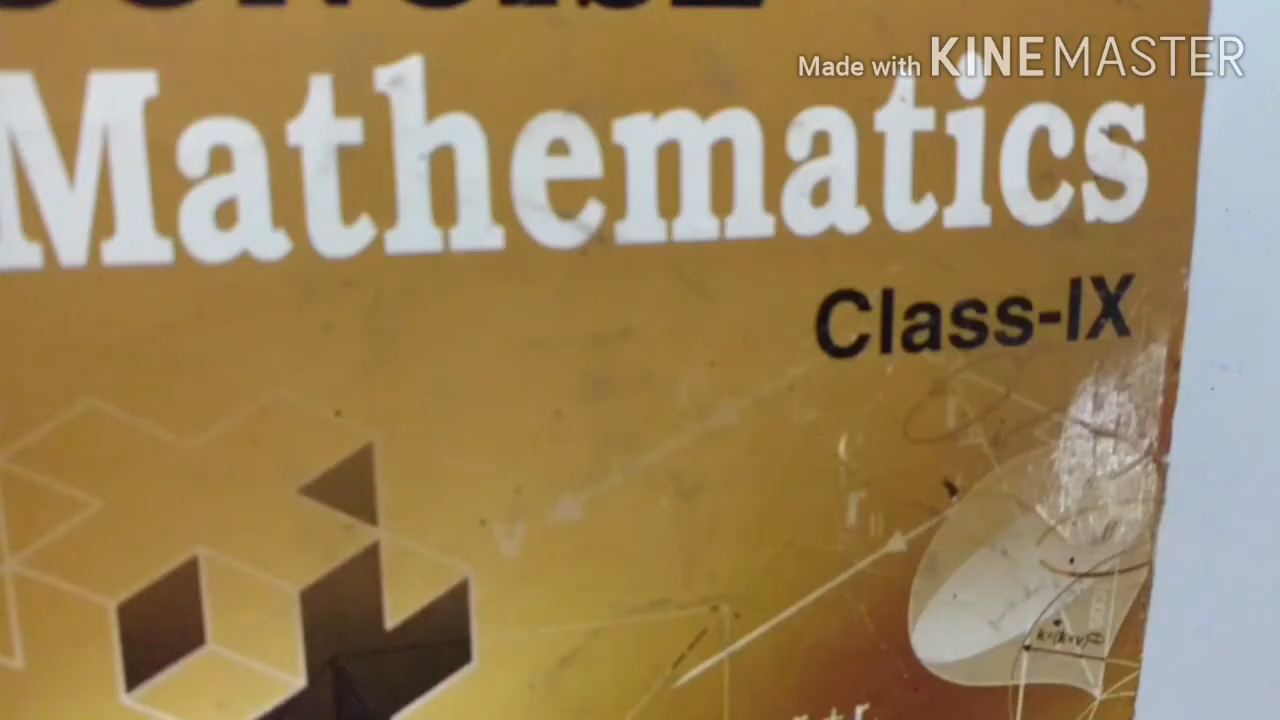 Made with KINEMASTER
Mathematics
Class-IX
n
v
r
k×(k×v)